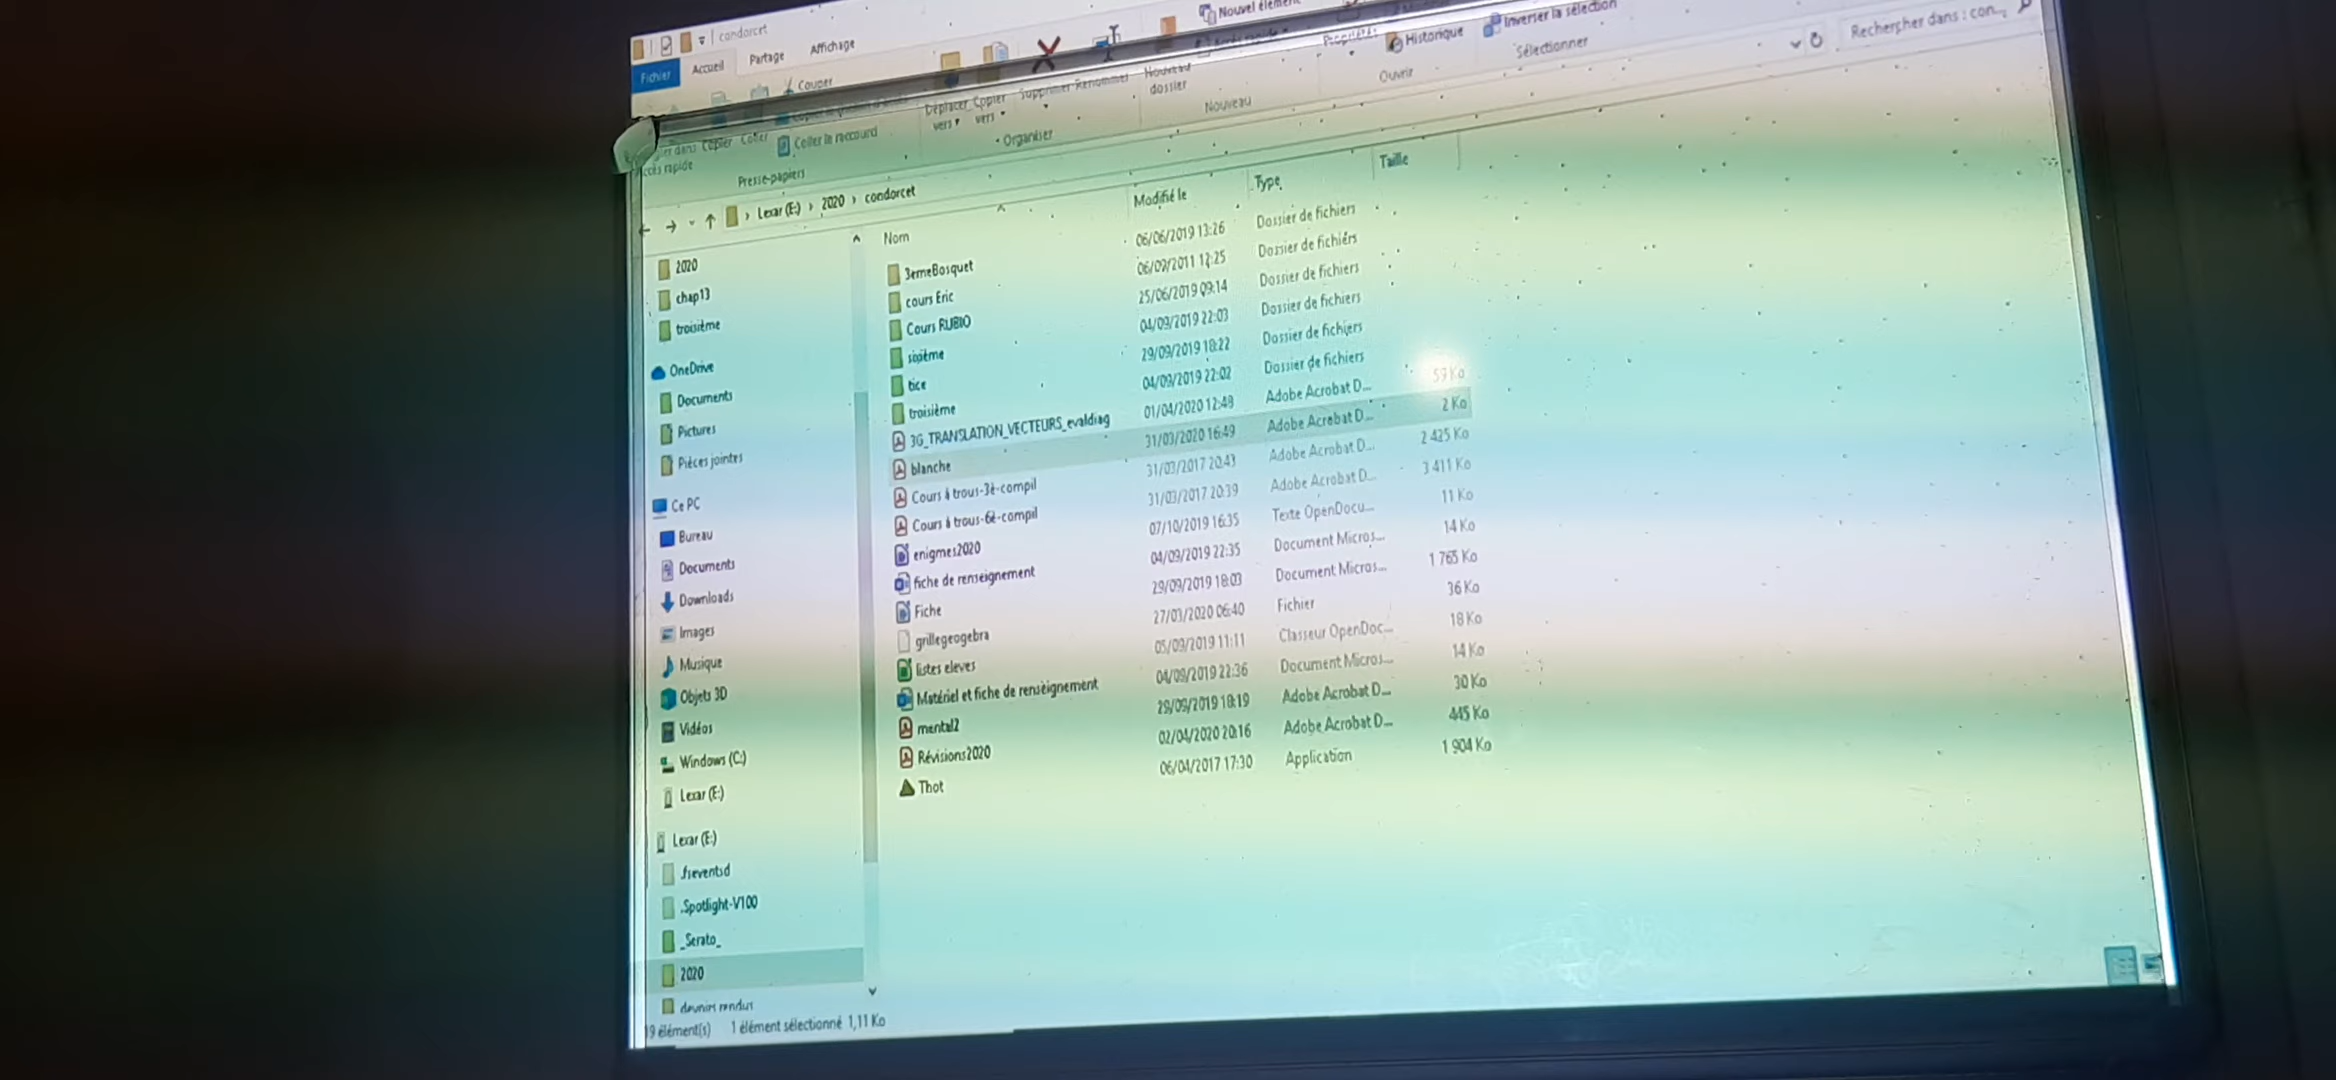 condorcet
Fichier Accueil Partage Affichage
Couper
Coller le raccourci
Copier Coller
Accès rapide
Presse-papiers
Déplacer vers Copier vers
Supprimer Renommer
Organiser
Nouveau dossier
Nouvel élément
Nouveau
Historique
Ouvrir
Inverser la sélection
Sélectionner
Lexar (E:) › 2020 › condorcet
Rechercher dans : con...
2020
chap13
troisième
OneDrive
Documents
Pictures
Pièces jointes
Ce PC
Bureau
Documents
Downloads
Images
Musique
Objets 3D
Vidéos
Windows (C:)
Lexar (E:)
Lexar (E:)
.fseventsd
.Spotlight-V100
_Serato_
2020
devoirs rendus
Nom Modifié le Type Taille
3emeBosquet 06/06/2019 13:26 Dossier de fichiers
cours Eric 06/09/2011 12:25 Dossier de fichiers
Cours RUBIO 25/06/2019 09:14 Dossier de fichiers
sixième 04/09/2019 22:03 Dossier de fichiers
tice 29/09/2019 18:22 Dossier de fichiers
troisième 04/09/2019 22:02 Dossier de fichiers
3G_TRANSLATION_VECTEURS_evaldiag 01/04/2020 12:48 Adobe Acrobat D... 59 Ko
blanche 31/03/2020 16:49 Adobe Acrobat D... 2 Ko
Cours à trous-3è-compil 31/03/2017 20:43 Adobe Acrobat D... 2 425 Ko
Cours à trous-6è-compil 31/03/2017 20:39 Adobe Acrobat D... 3 411 Ko
enigmes2020 07/10/2019 16:35 Texte OpenDocu... 11 Ko
fiche de renseignement 04/09/2019 22:35 Document Micros... 14 Ko
Fiche 29/09/2019 18:03 Document Micros... 1 765 Ko
grillegeogebra 27/03/2020 06:40 Fichier 36 Ko
listes eleves 05/09/2019 11:11 Classeur OpenDoc... 18 Ko
Matériel et fiche de renseignement 04/09/2019 22:36 Document Micros... 14 Ko
mental2 29/09/2019 18:19 Adobe Acrobat D... 30 Ko
Révisions2020 02/04/2020 20:16 Adobe Acrobat D... 445 Ko
Thot 06/04/2017 17:30 Application 1 904 Ko
19 élément(s) 1 élément sélectionné 1,11 Ko